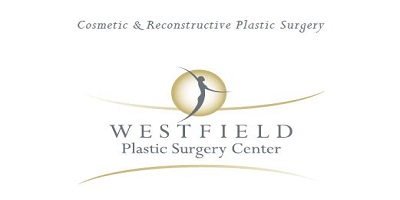 Cosmetic & Reconstructive Plastic Surgery
WESTFIELD
Plastic Surgery Center